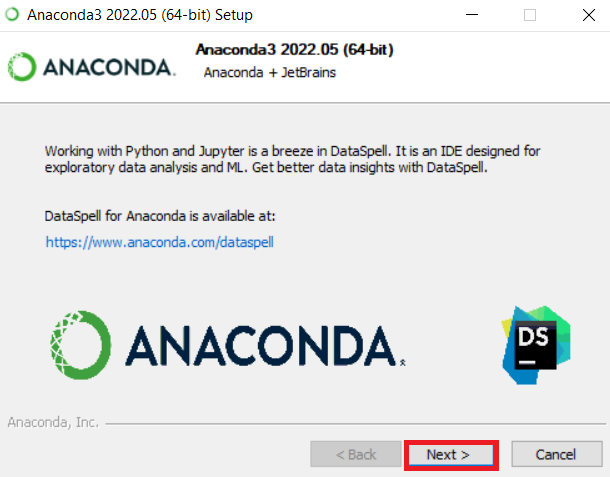 Anaconda3 2022.05 (64-bit) Setup
Anaconda3 2022.05 (64-bit)
ANACONDA.
Anaconda + JetBrains
Working with Python and Jupyter is a breeze in DataSpell. It is an IDE designed for
exploratory data analysis and ML. Get better data insights with DataSpell.
DataSpell for Anaconda is available at:
https://www.anaconda.com/dataspell
ANACONDA.
DS
Anaconda, Inc.
< Back
Next >
Cancel